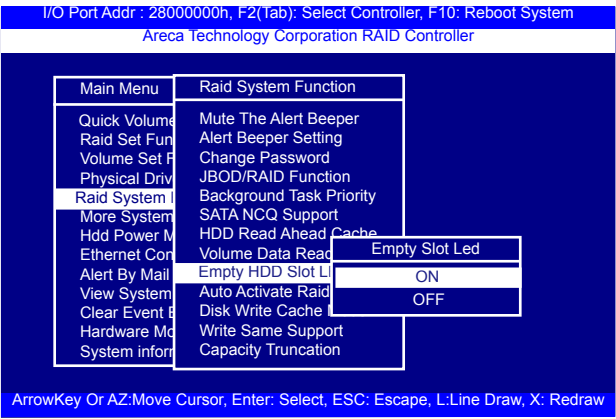 I/O Port Addr : 28000000h, F2(Tab): Select Controller, F10: Reboot System
Areca Technology Corporation RAID Controller
Main Menu
Quick Volume
Raid Set Fun
Volume Set F
Physical Driv
Raid System
More System
Hdd Power M
Ethernet Con
Alert By Mail
View System
Clear Event
Hardware Mo
System inforr
Raid System Function
Mute The Alert Beeper
Alert Beeper Setting
Change Password
JBOD/RAID Function
Background Task Priority
SATA NCQ Support
HDD Read Ahead Cache
Volume Data Read
Empty HDD Slot L
Auto Activate Raid
Disk Write Cache
Write Same Support
Capacity Truncation
Empty Slot Led
ON
OFF
ArrowKey Or AZ:Move Cursor, Enter: Select, ESC: Escape, L:Line Draw, X: Redraw